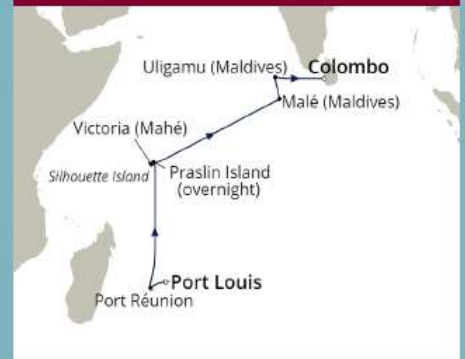 Uligamu (Maldives)
Colombo
Malé (Maldives)
Victoria (Mahé)
Silhouette Island
Praslin Island
(overnight)
Port Louis
Port Réunion